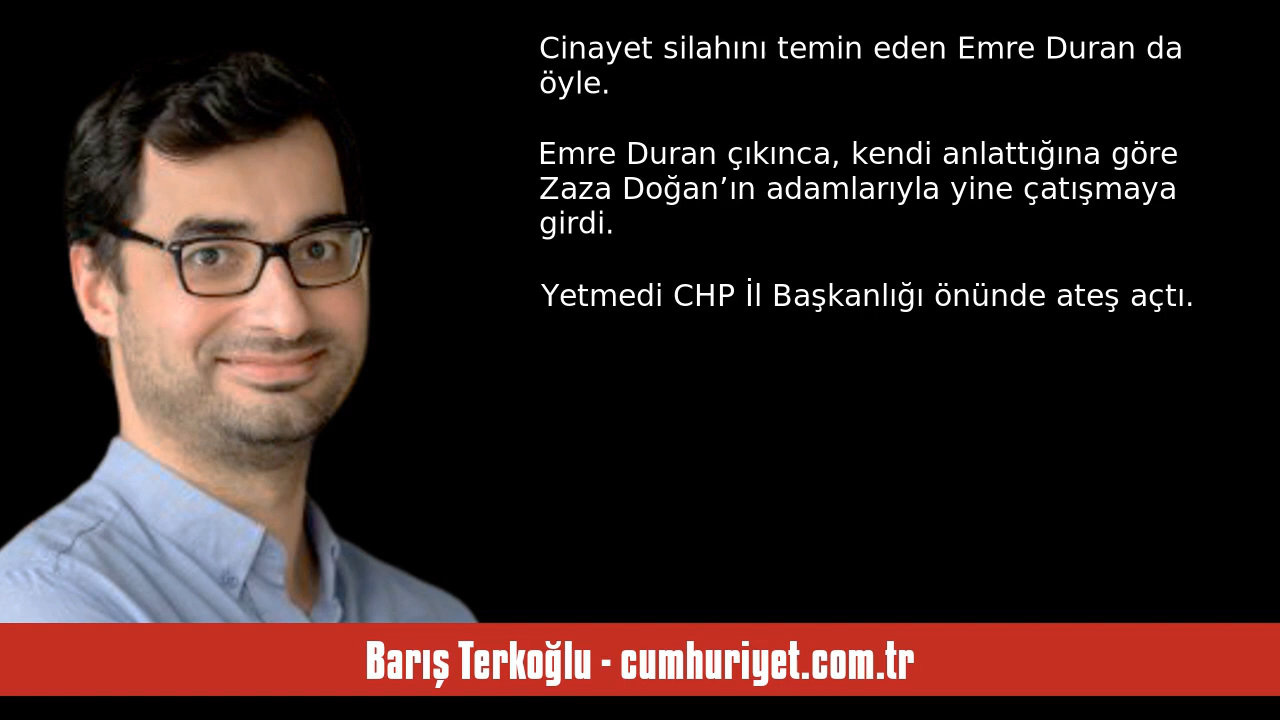 Cinayet silahını temin eden Emre Duran da
öyle.
Emre Duran çıkınca, kendi anlattığına göre
Zaza Doğan’ın adamlarıyla yine çatışmaya
girdi.
Yetmedi CHP İl Başkanlığı önünde ateş açtı.
Barış Terkoğlu - cumhuriyet.com.tr